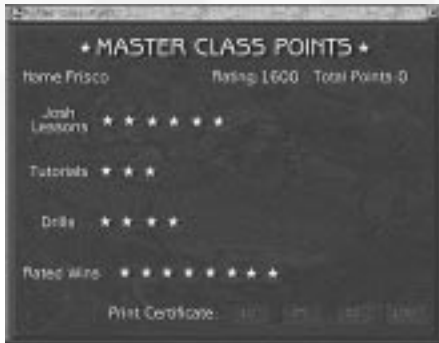 ★ MASTER CLASS POINTS ★
Name Frisco Rating: 1600 Total Points: 0
Josh
Lessons ★ ★ ★ ★ ★ ★
Tutorials ★ ★ ★
Drills ★ ★ ★ ★
Rated Wins ★ ★ ★ ★ ★ ★ ★ ★
Print Certificate: